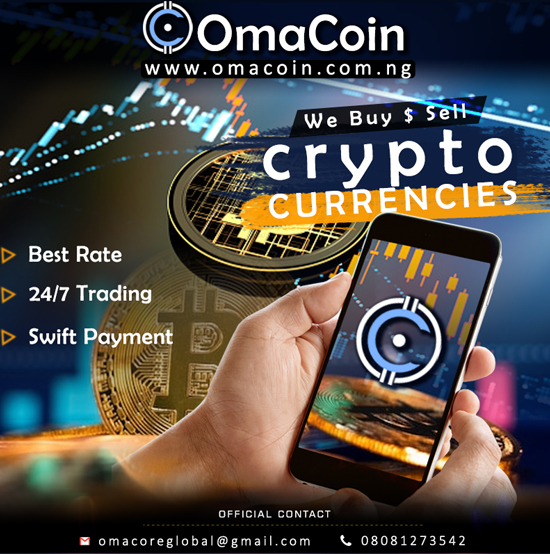 OmaCoin
www.omacoin.com.ng
We Buy $ Sell
crypto
CURRENCIES
Best Rate
24/7 Trading
Swift Payment
OFFICIAL CONTACT
omacoreglobal@gmail.com 08081273542